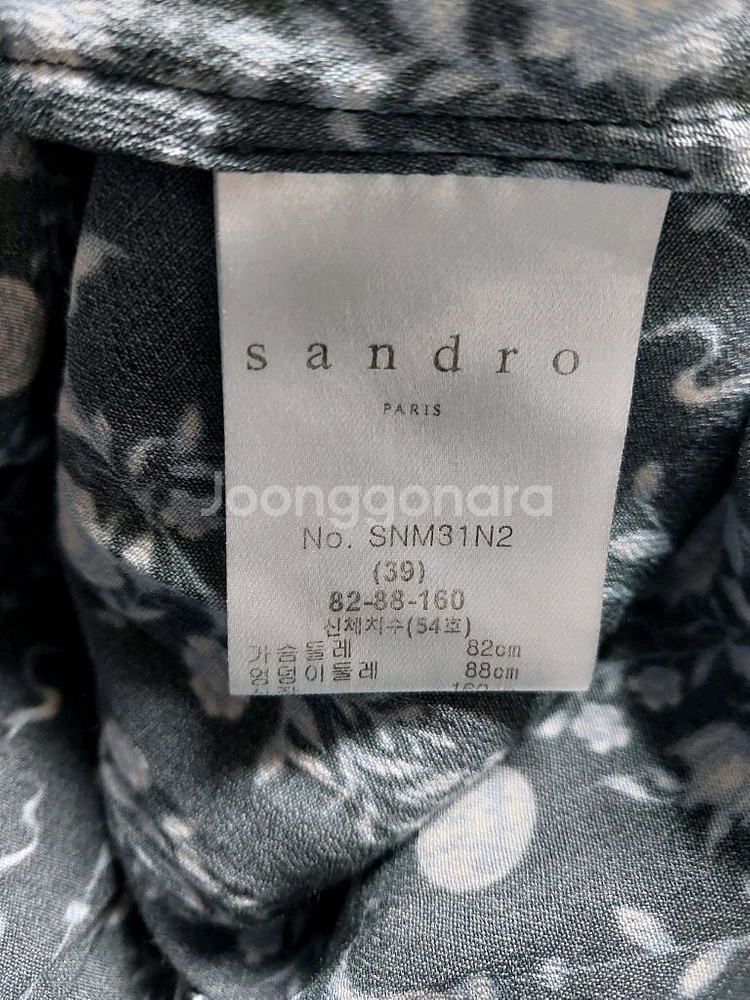 sandro
PARIS
Joonggonara
No. SNM31N2
(39)
82-88-160
신체치수(54호)
가슴둘레 82cm
엉덩이둘레 88cm